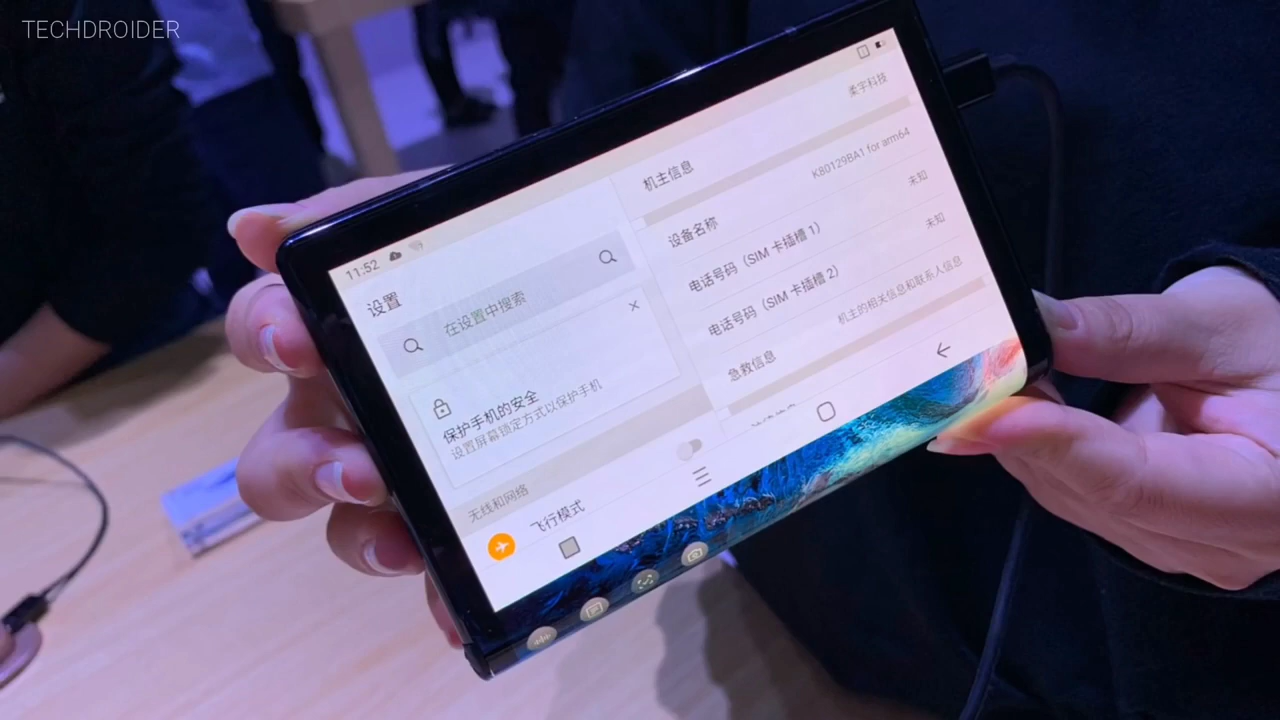 TECHDROIDER
11:52
设置
在设置中搜索
保护手机的安全
设置屏幕锁定方式以保护手机
无线和网络
飞行模式
机主信息
柔宇科技
设备名称
K80129BA1 for arm64
电话号码（SIM 卡插槽 1）
未知
电话号码（SIM 卡插槽 2）
未知
急救信息
机主的相关信息和联系人信息